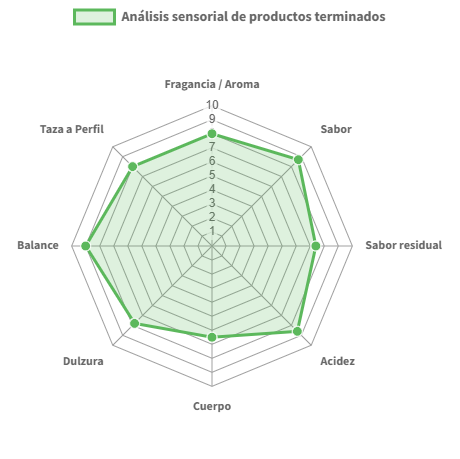 Análisis sensorial de productos terminados
Fragancia / Aroma
10
9
7
6
5
4
3
2
1
Taza a Perfil
Sabor
Balance
Sabor residual
Dulzura
Acidez
Cuerpo